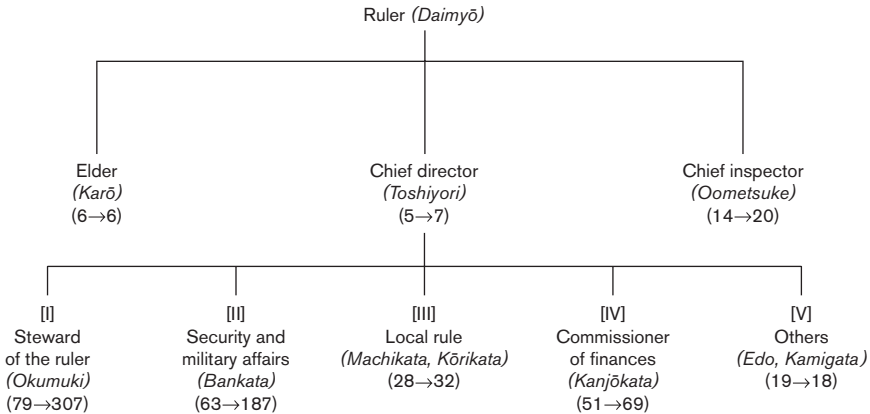 Ruler (Daimyō)
Elder
(Karō)
(6→6)
Chief director
(Toshiyori)
(5→7)
Chief inspector
(Oometsuke)
(14→20)
[I]
Steward
of the ruler
(Okumuki)
(79→307)
[II]
Security and
military affairs
(Bankata)
(63→187)
[III]
Local rule
(Machikata, Kōrikata)
(28→32)
[IV]
Commissioner
of finances
(Kanjōkata)
(51→69)
[V]
Others
(Edo, Kamigata)
(19→18)